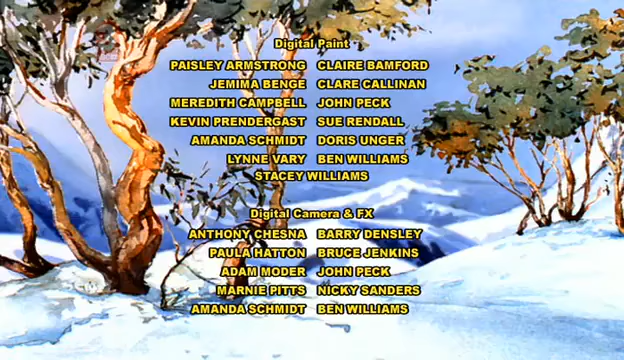 Digital Paint
PAISLEY ARMSTRONG CLAIRE BAMFORD
JEMIMA BENGE CLARE CALLINAN
MEREDITH CAMPBELL JOHN PECK
KEVIN PRENDERGAST SUE RENDALL
AMANDA SCHMIDT DORIS UNGER
LYNNE VARY BEN WILLIAMS
STACEY WILLIAMS
Digital Camera & FX
ANTHONY CHESNA BARRY DENSLEY
PAULA HATTON BRUCE JENKINS
ADAM MODER JOHN PECK
MARNIE PITTS NICKY SANDERS
AMANDA SCHMIDT BEN WILLIAMS